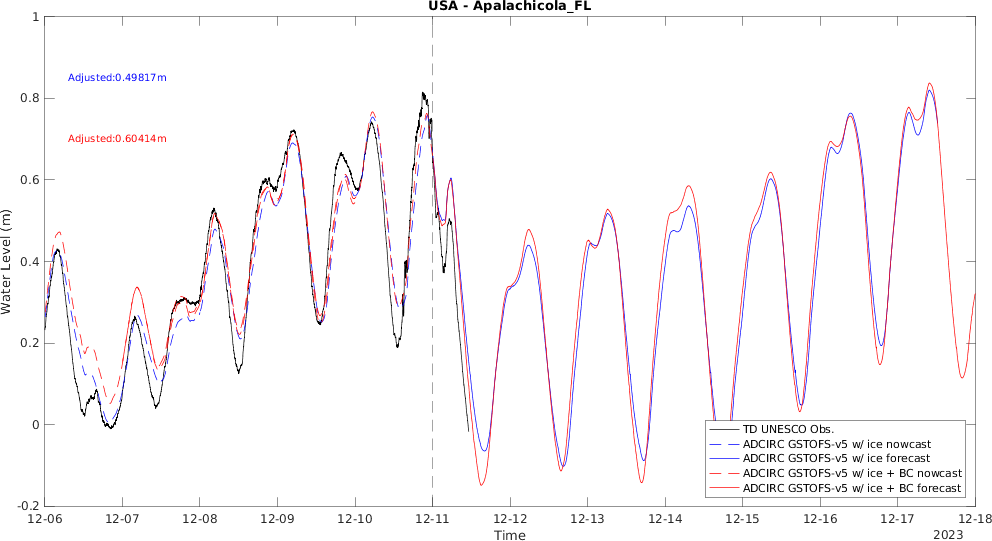 USA - Apalachicola_FL
1
0.8
0.6
0.4
0.2
0
-0.2
Water Level (m)
Adjusted:0.49817m
Adjusted:0.60414m
TD UNESCO Obs.
ADCIRC GSTOFS-v5 w/ ice nowcast
ADCIRC GSTOFS-v5 w/ ice forecast
ADCIRC GSTOFS-v5 w/ ice + BC nowcast
ADCIRC GSTOFS-v5 w/ ice + BC forecast
12-06 12-07 12-08 12-09 12-10 12-11 12-12 12-13 12-14 12-15 12-16 12-17 12-18
Time
2023